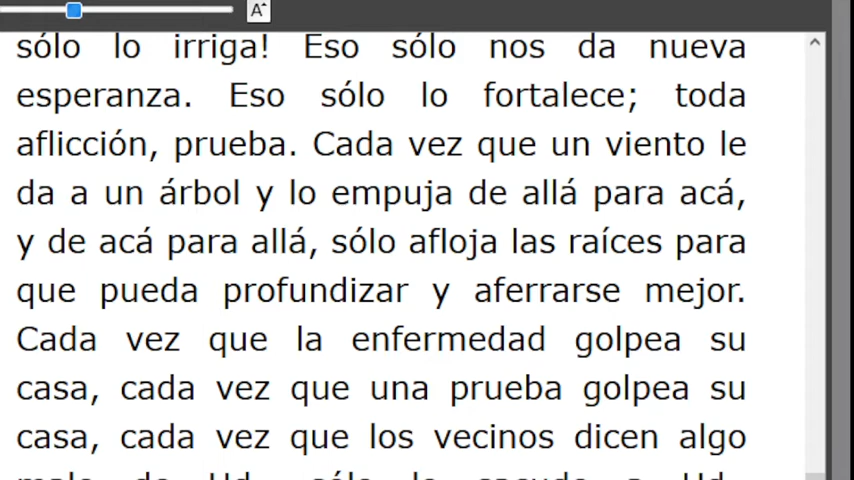 A
sólo lo irriga! Eso sólo nos da nueva
esperanza. Eso sólo lo fortalece; toda
aflicción, prueba. Cada vez que un viento le
da a un árbol y lo empuja de allá para acá,
y de acá para allá, sólo afloja las raíces para
que pueda profundizar y aferrarse mejor.
Cada vez que la enfermedad golpea su
casa, cada vez que una prueba golpea su
casa, cada vez que los vecinos dicen algo